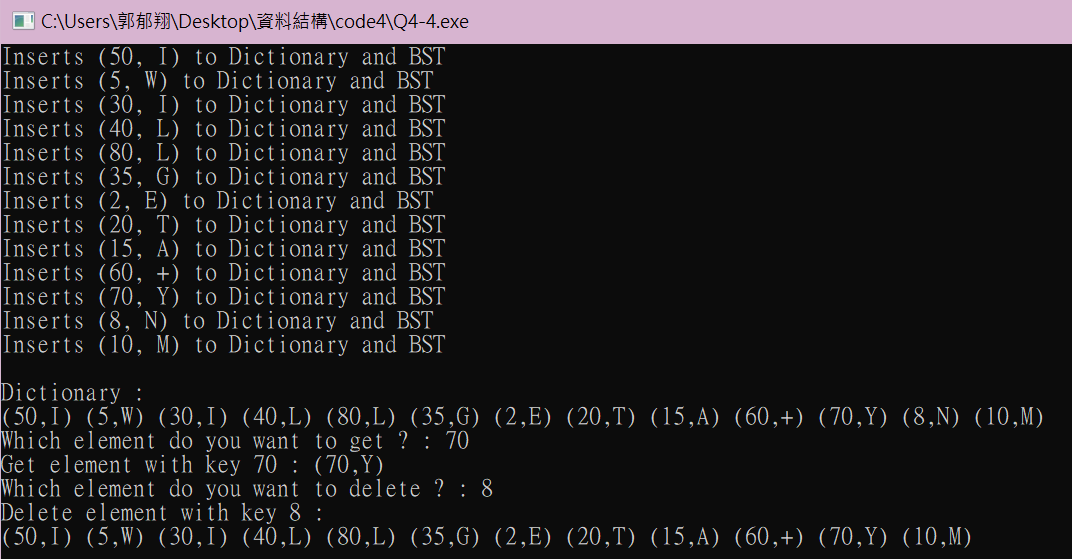 C:\Users\郭郁翔\Desktop\資料結構\code4\Q4-4.exe
Inserts (50, I) to Dictionary and BST
Inserts (5, W) to Dictionary and BST
Inserts (30, I) to Dictionary and BST
Inserts (40, L) to Dictionary and BST
Inserts (80, L) to Dictionary and BST
Inserts (35, G) to Dictionary and BST
Inserts (2, E) to Dictionary and BST
Inserts (20, T) to Dictionary and BST
Inserts (15, A) to Dictionary and BST
Inserts (60, +) to Dictionary and BST
Inserts (70, Y) to Dictionary and BST
Inserts (8, N) to Dictionary and BST
Inserts (10, M) to Dictionary and BST
Dictionary :
(50,I) (5,W) (30,I) (40,L) (80,L) (35,G) (2,E) (20,T) (15,A) (60,+) (70,Y) (8,N) (10,M)
Which element do you want to get ? : 70
Get element with key 70 : (70,Y)
Which element do you want to delete ? : 8
Delete element with key 8 :
(50,I) (5,W) (30,I) (40,L) (80,L) (35,G) (2,E) (20,T) (15,A) (60,+) (70,Y) (10,M)